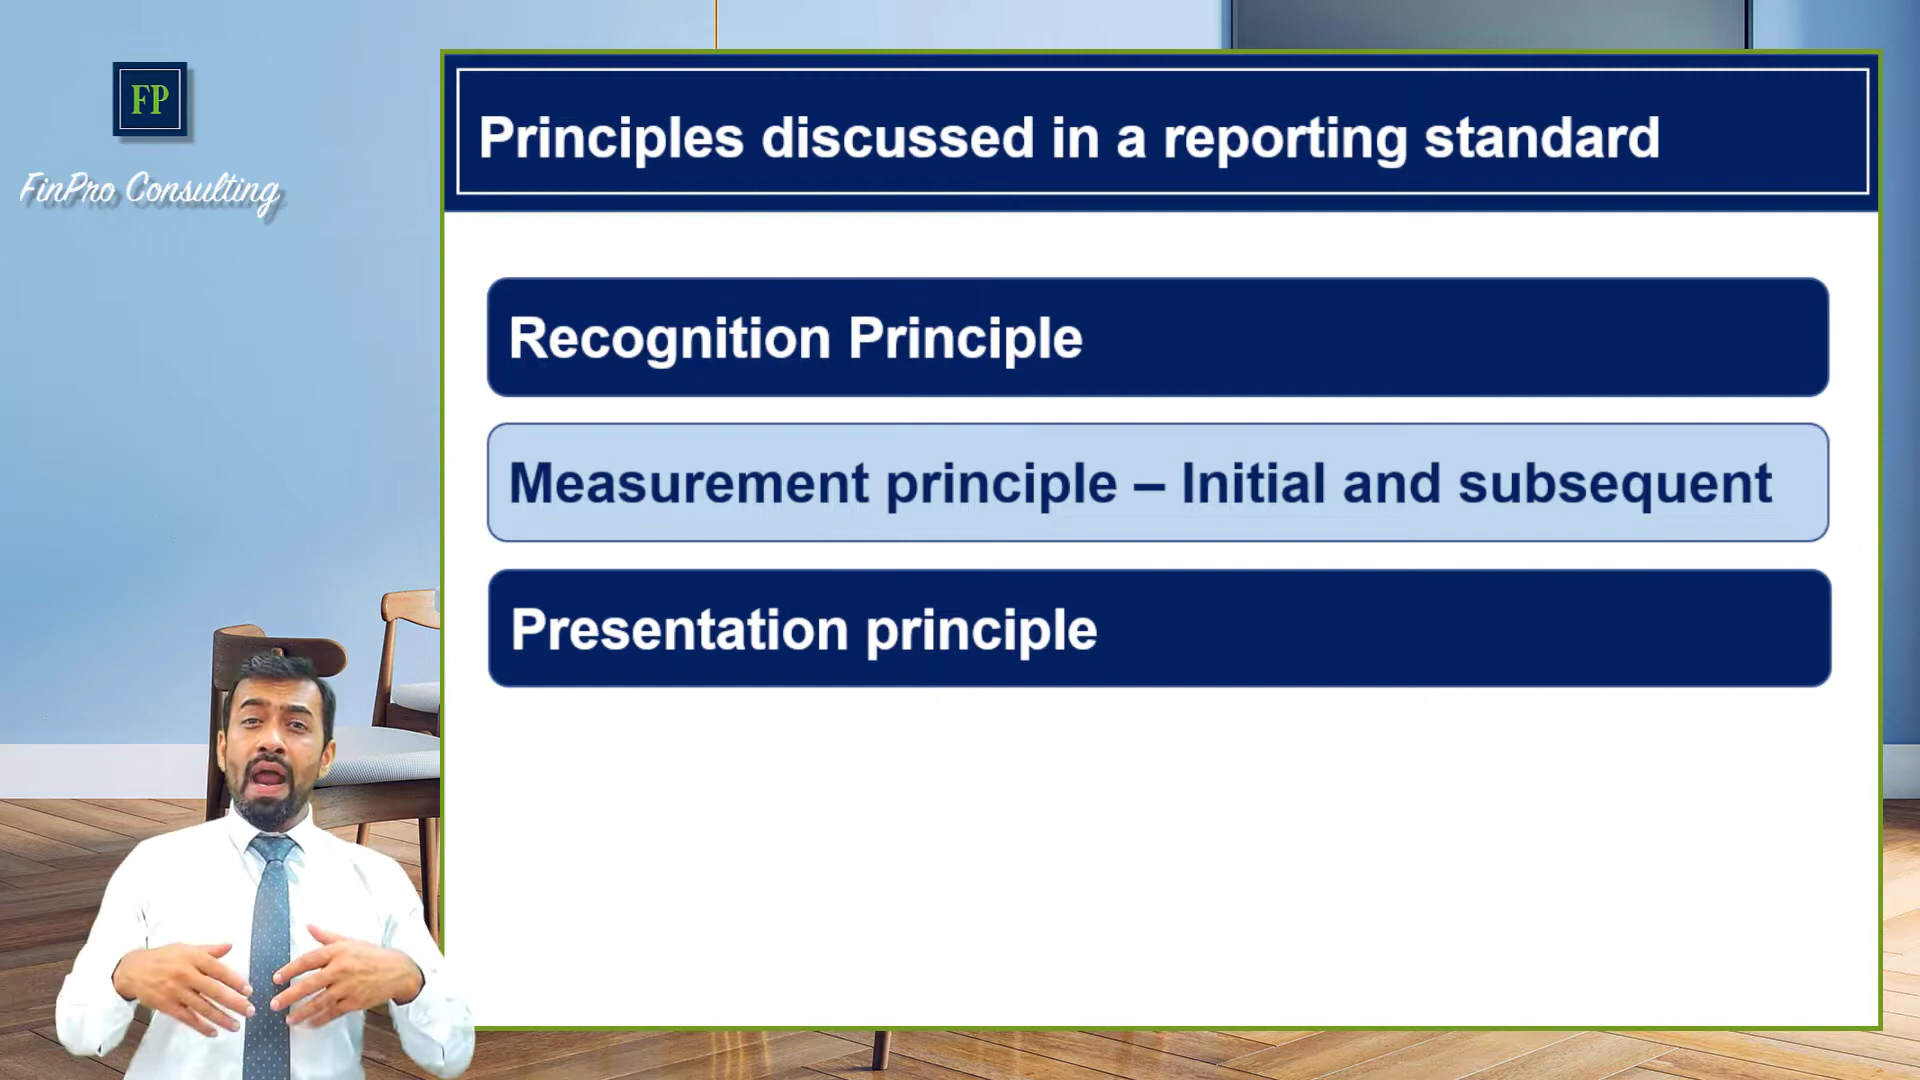 FP
FinPro Consulting
Principles discussed in a reporting standard
Recognition Principle
Measurement principle – Initial and subsequent
Presentation principle